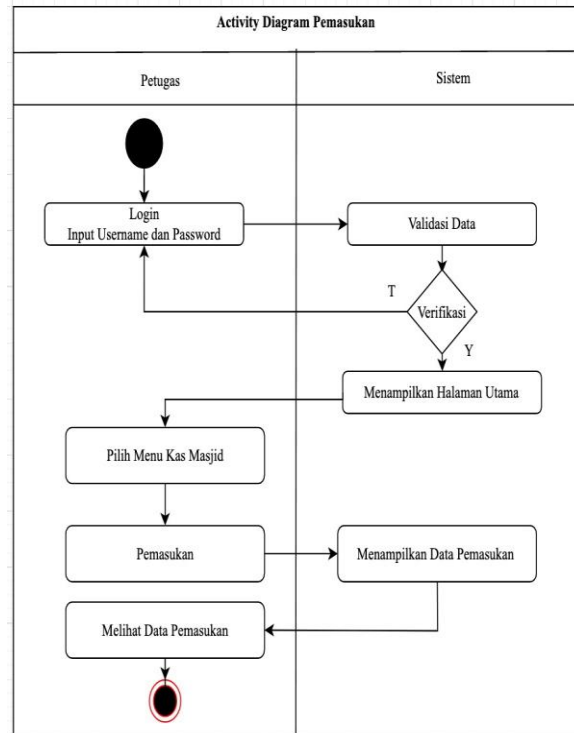 Activity Diagram Pemasukan
Petugas
Sistem
Login
Input Username dan Password
Validasi Data
T
Verifikasi
Y
Menampilkan Halaman Utama
Pilih Menu Kas Masjid
Pemasukan
Menampilkan Data Pemasukan
Melihat Data Pemasukan